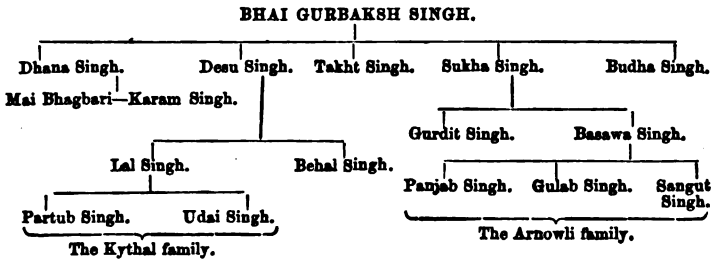 BHAI GURBAKSH SINGH.
Dhana Singh. Desu Singh. Takht Singh. Sukha Singh. Budha Singh.
Mai Bhagbari—Karam Singh.
Gurdit Singh. Basawa Singh.
Lal Singh. Behal Singh.
Panjab Singh. Gulab Singh. Sangut Singh.
Partub Singh. Udai Singh.
The Kythal family.
The Arnowli family.